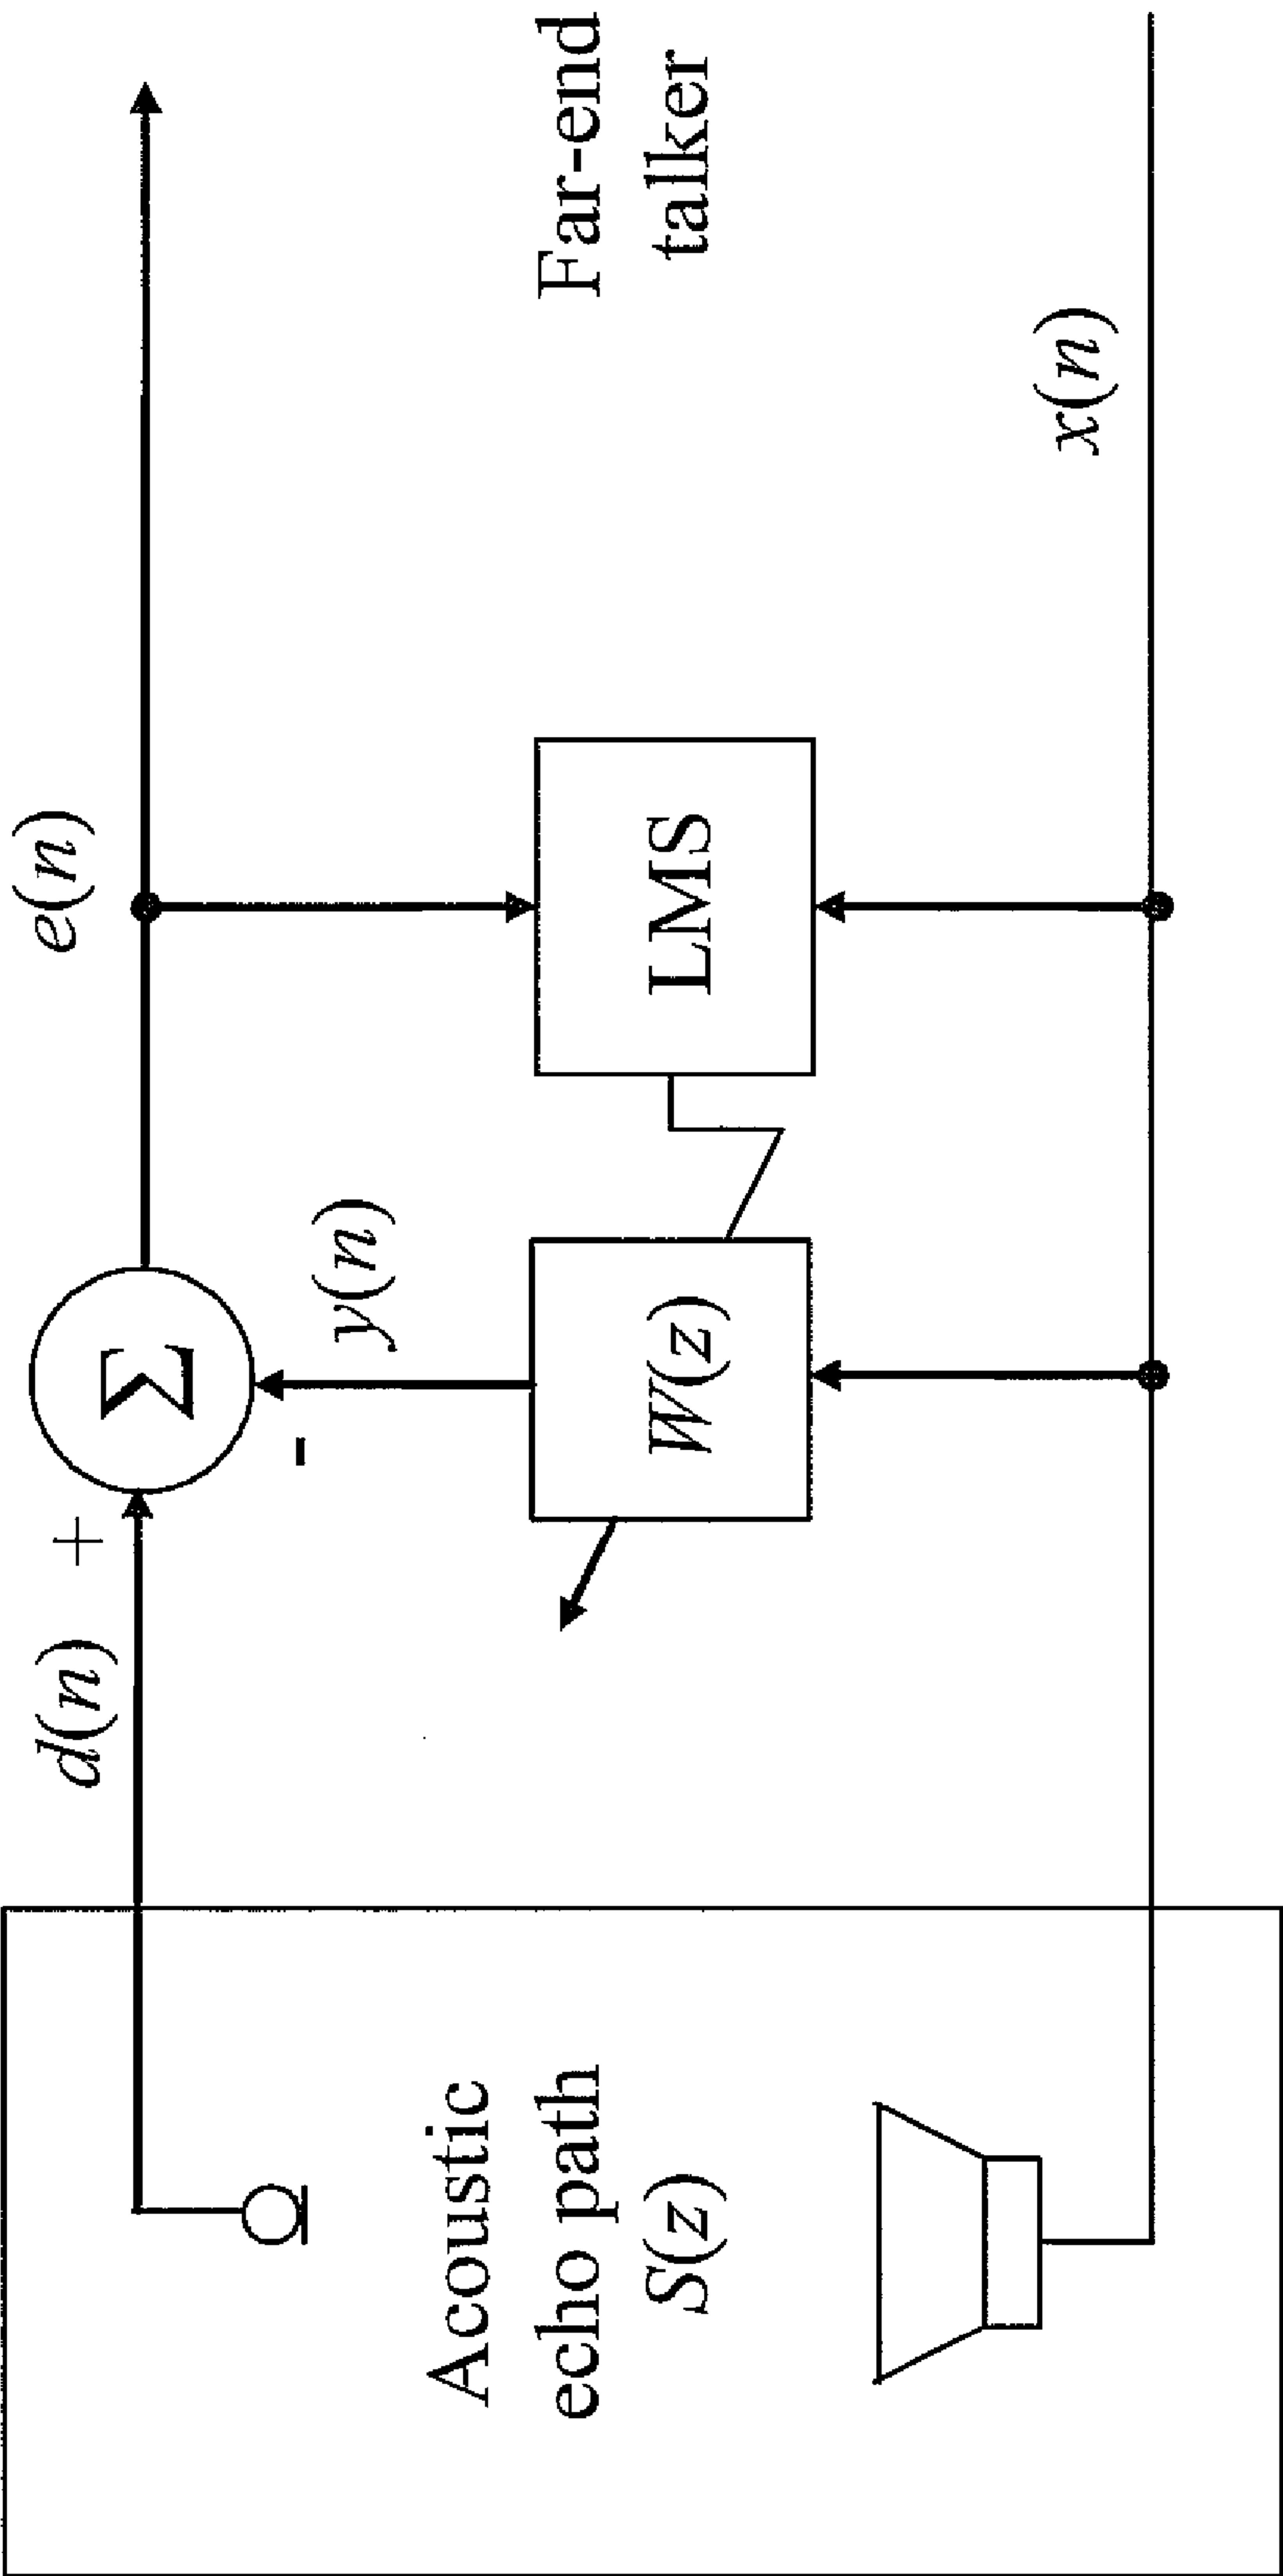 Acoustic
echo path
S(z)
d(n)
+
Σ
-
y(n)
W(z)
e(n)
LMS
x(n)
Far-end
talker